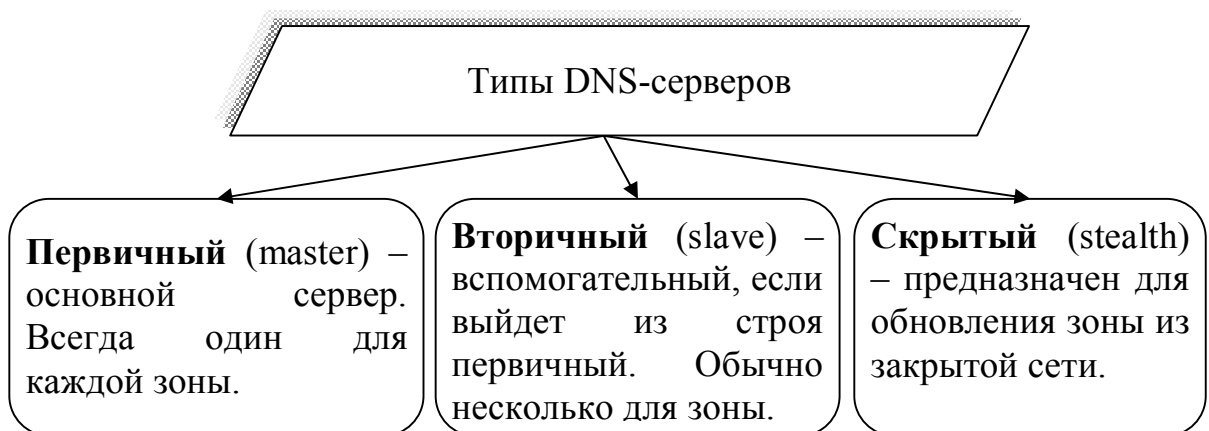 Типы DNS-серверов
Первичный (master) –
основной сервер.
Всегда один для
каждой зоны.
Вторичный (slave) –
вспомогательный, если
выйдет из строя
первичный. Обычно
несколько для зоны.
Скрытый (stealth)
– предназначен для
обновления зоны из
закрытой сети.